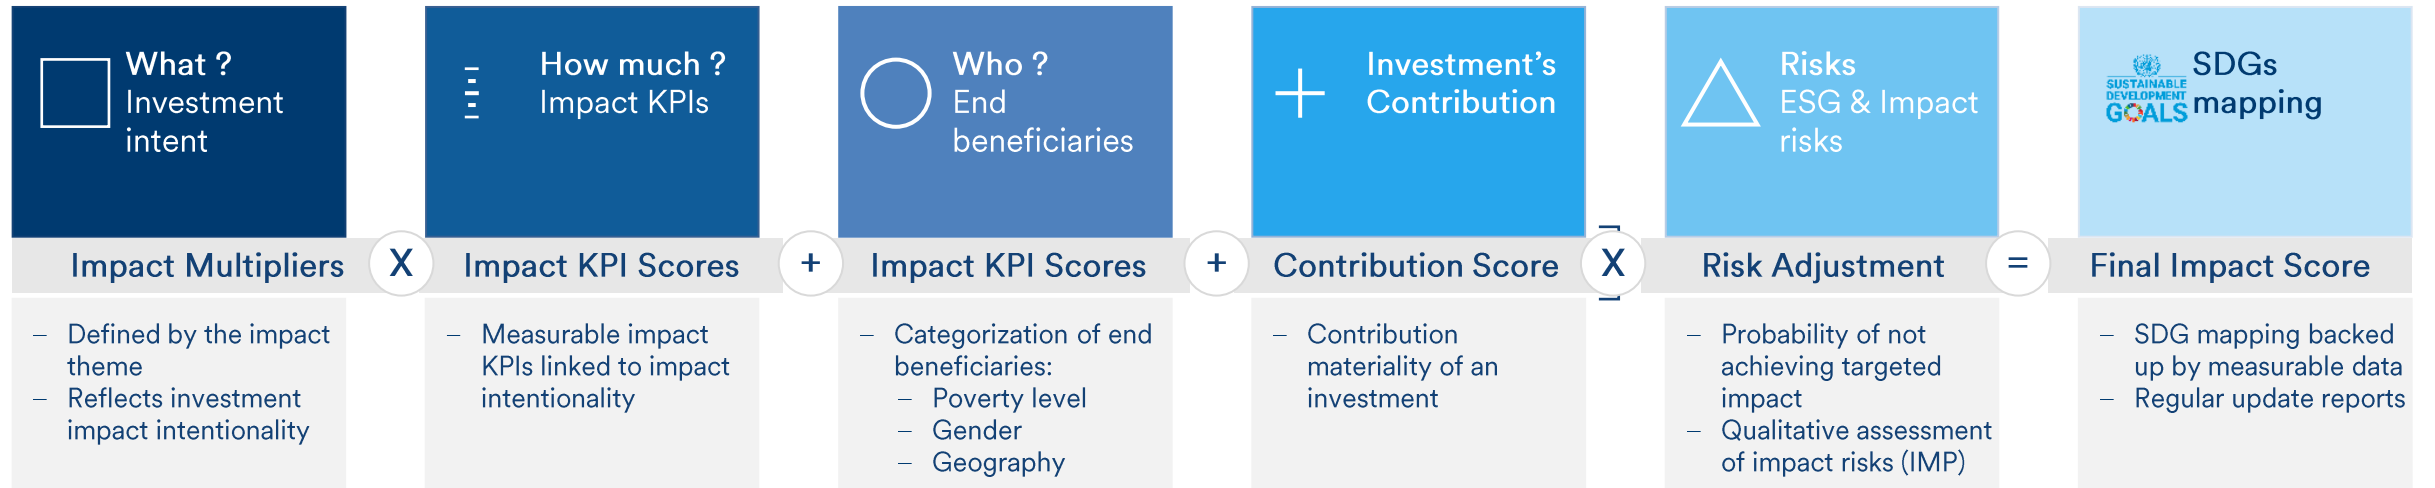 What ?
Investment
intent
How much ?
Impact KPIs
Who ?
End
beneficiaries
Investment’s
Contribution
Risks
ESG & Impact
risks
SUSTAINABLE
DEVELOPMENT
GOALS
SDGs
mapping
Impact Multipliers
X
Impact KPI Scores
+
Impact KPI Scores
+
Contribution Score
X
Risk Adjustment
=
Final Impact Score
– Defined by the impact
theme
– Reflects investment
impact intentionality
– Measurable impact
KPIs linked to impact
intentionality
– Categorization of end
beneficiaries:
– Poverty level
– Gender
– Geography
– Contribution
materiality of an
investment
– Probability of not
achieving targeted
impact
– Qualitative assessment
of impact risks (IMP)
– SDG mapping backed
up by measurable data
– Regular update reports